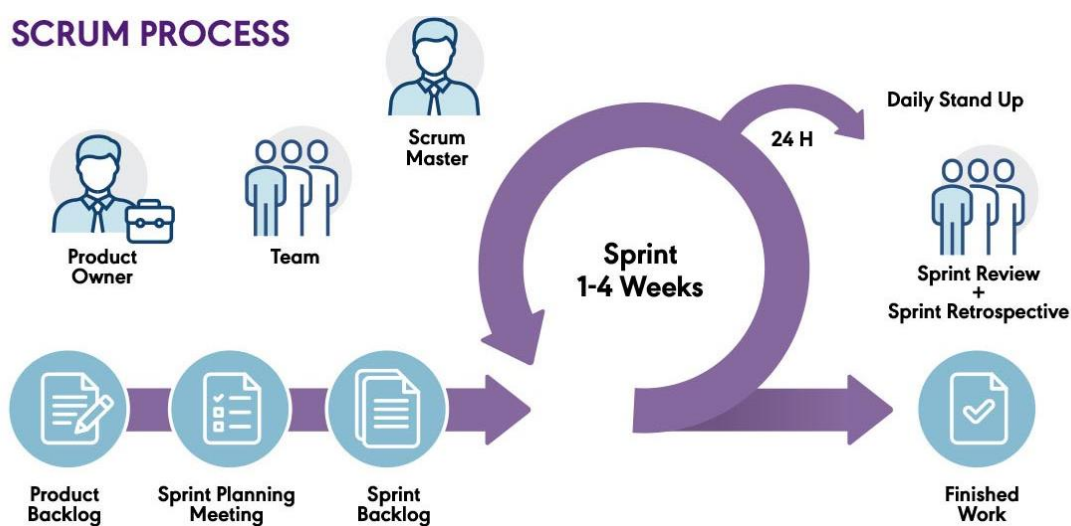 SCRUM PROCESS
Scrum
Master
Product
Owner
Team
Daily Stand Up
24 H
Sprint
1-4 Weeks
Sprint Review
+
Sprint Retrospective
Product
Backlog
Sprint Planning
Meeting
Sprint
Backlog
Finished
Work